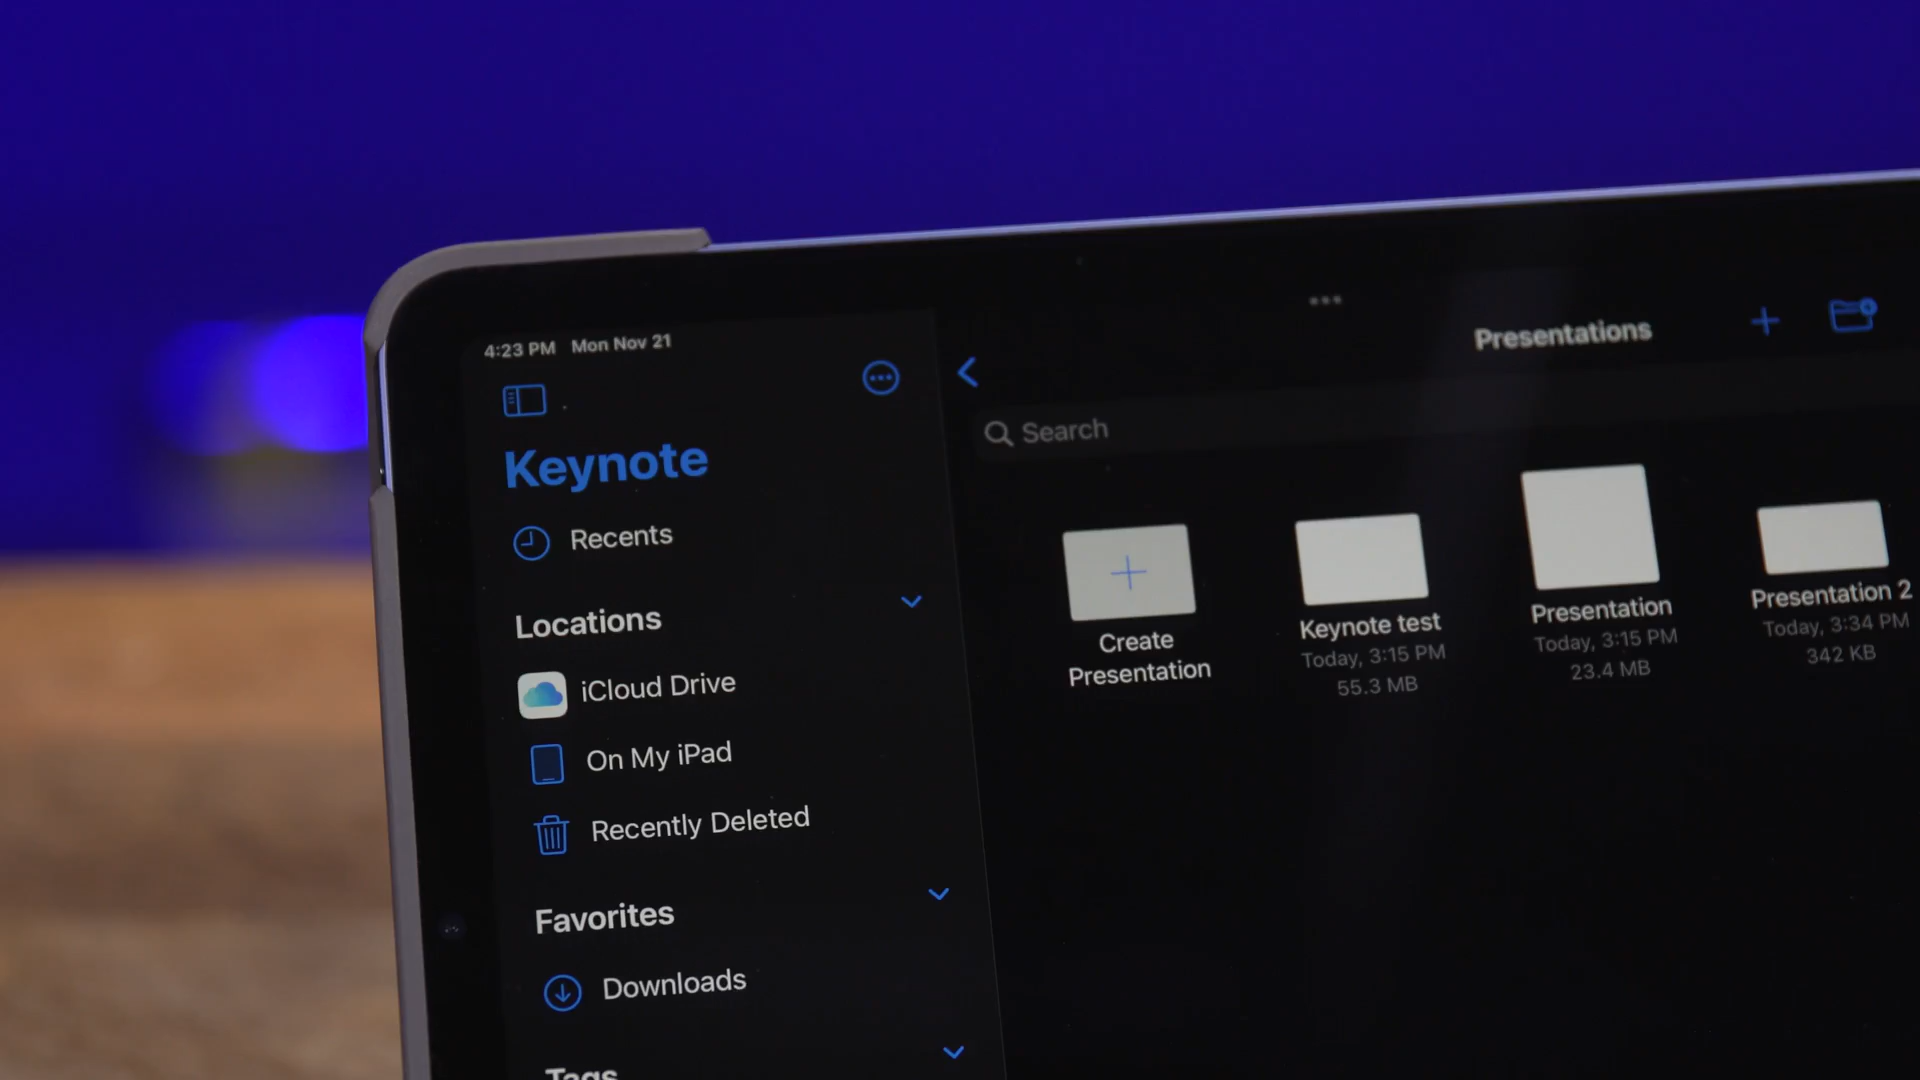 4:23 PM Mon Nov 21
Keynote
Recents
Locations
iCloud Drive
On My iPad
Recently Deleted
Favorites
Downloads
Tags
Presentations
Search
Create
Presentation
Keynote test
Today, 3:15 PM
55.3 MB
Presentation
Today, 3:15 PM
23.4 MB
Presentation 2
Today, 3:34 PM
342 KB